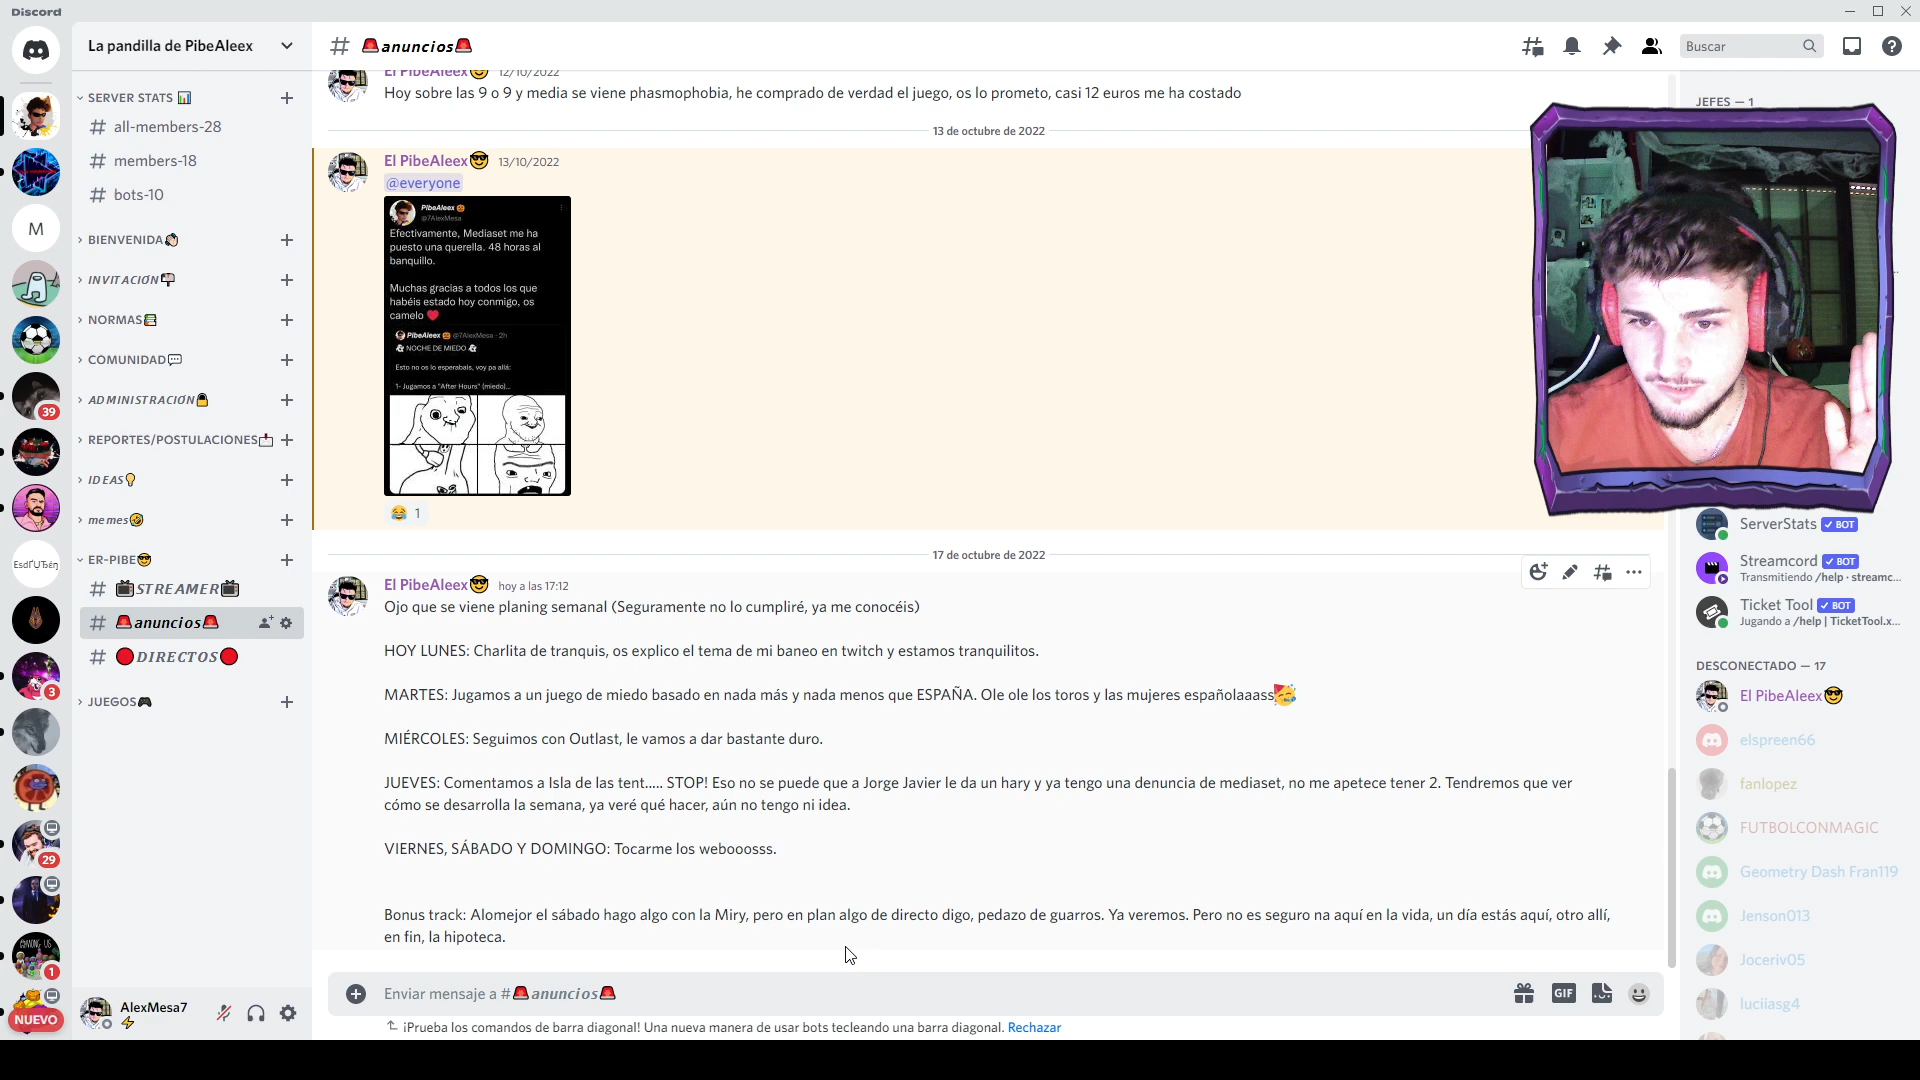 Discord
La pandilla de PibeAleex
SERVER STATS 📊
all-members-28
members-18
bots-10
M
BIENVENIDA👋
INVITACIÓN📬
NORMAS📚
COMUNIDAD💬
ADMINISTRACIÓN🔒
REPORTES/POSTULACIONES📩
IDEAS💡
memes🤣
ER-PIBE😎
📺STREAMER📺
🚨anuncios🚨
🔴DIRECTOS🔴
JUEGOS🎮
39
3
29
1
NUEVO
AlexMesa7
⚡
# 🚨anuncios🚨
Buscar
El PibeAleex😎 12/10/2022
Hoy sobre las 9 o 9 y media se viene phasmophobia, he comprado de verdad el juego, os lo prometo, casi 12 euros me ha costado
13 de octubre de 2022
El PibeAleex😎 13/10/2022
@everyone
PibeAleex 🎃
@7AlexMesa
Efectivamente, Mediaset me ha
puesto una querella. 48 horas al
banquillo.
Muchas gracias a todos los que
habéis estado hoy conmigo, os
camelo ❤️
PibeAleex 🎃 @7AlexMesa · 2h
👻 NOCHE DE MIEDO 👻
Esto no os lo esperabais, voy pa allá:
1- Jugamos a "After Hours" (miedo)...
😂 1
17 de octubre de 2022
El PibeAleex😎 hoy a las 17:12
Ojo que se viene planing semanal (Seguramente no lo cumpliré, ya me conocéis)
HOY LUNES: Charlita de tranquis, os explico el tema de mi baneo en twitch y estamos tranquilitos.
MARTES: Jugamos a un juego de miedo basado en nada más y nada menos que ESPAÑA. Ole ole los toros y las mujeres españolaaass🥳
MIÉRCOLES: Seguimos con Outlast, le vamos a dar bastante duro.
JUEVES: Comentamos a Isla de las tent..... STOP! Eso no se puede que a Jorge Javier le da un hary y ya tengo una denuncia de mediaset, no me apetece tener 2. Tendremos que ver
cómo se desarrolla la semana, ya veré qué hacer, aún no tengo ni idea.
VIERNES, SÁBADO Y DOMINGO: Tocarme los webooosss.
Bonus track: Alomejor el sábado hago algo con la Miry, pero en plan algo de directo digo, pedazo de guarros. Ya veremos. Pero no es seguro na aquí en la vida, un día estás aquí, otro allí,
en fin, la hipoteca.
Enviar mensaje a #🚨anuncios🚨
GIF
¡Prueba los comandos de barra diagonal! Una nueva manera de usar bots tecleando una barra diagonal. Rechazar
JEFES — 1
ServerStats ✓ BOT
Streamcord ✓ BOT
Transmitiendo /help · streamc...
Ticket Tool ✓ BOT
Jugando a /help | TicketTool.x...
DESCONECTADO — 17
El PibeAleex😎
elspreen66
fanlopez
FUTBOLCONMAGIC
Geometry Dash Fran119
Jenson013
Joceriv05
luciiasg4